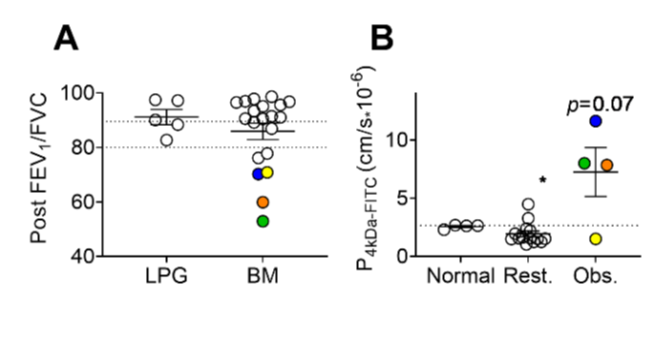 A
Post FEV1/FVC
100
80
60
40
LPG BM
B
P4kDa-FITC (cm/s*10-6)
10
5
0
p=0.07
*
Normal Rest. Obs.